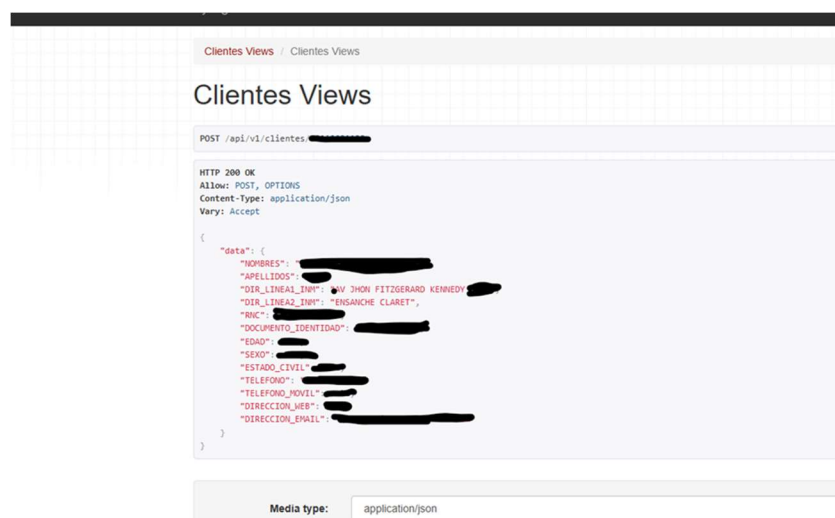 Clientes Views / Clientes Views
Clientes Views
POST /api/v1/clientes/
HTTP 200 OK
Allow: POST, OPTIONS
Content-Type: application/json
Vary: Accept
{
"data": {
"NOMBRES": "
"APELLIDOS":
"DIR_LINEA1_INM": "AV JHON FITZGERARD KENNEDY
"DIR_LINEA2_INM": "ENSANCHE CLARET",
"RNC":
"DOCUMENTO_IDENTIDAD":
"EDAD":
"SEXO":
"ESTADO_CIVIL"
"TELEFONO":
"TELEFONO_MOVIL":
"DIRECCION_WEB":
"DIRECCION_EMAIL":
}
}
Media type: application/json